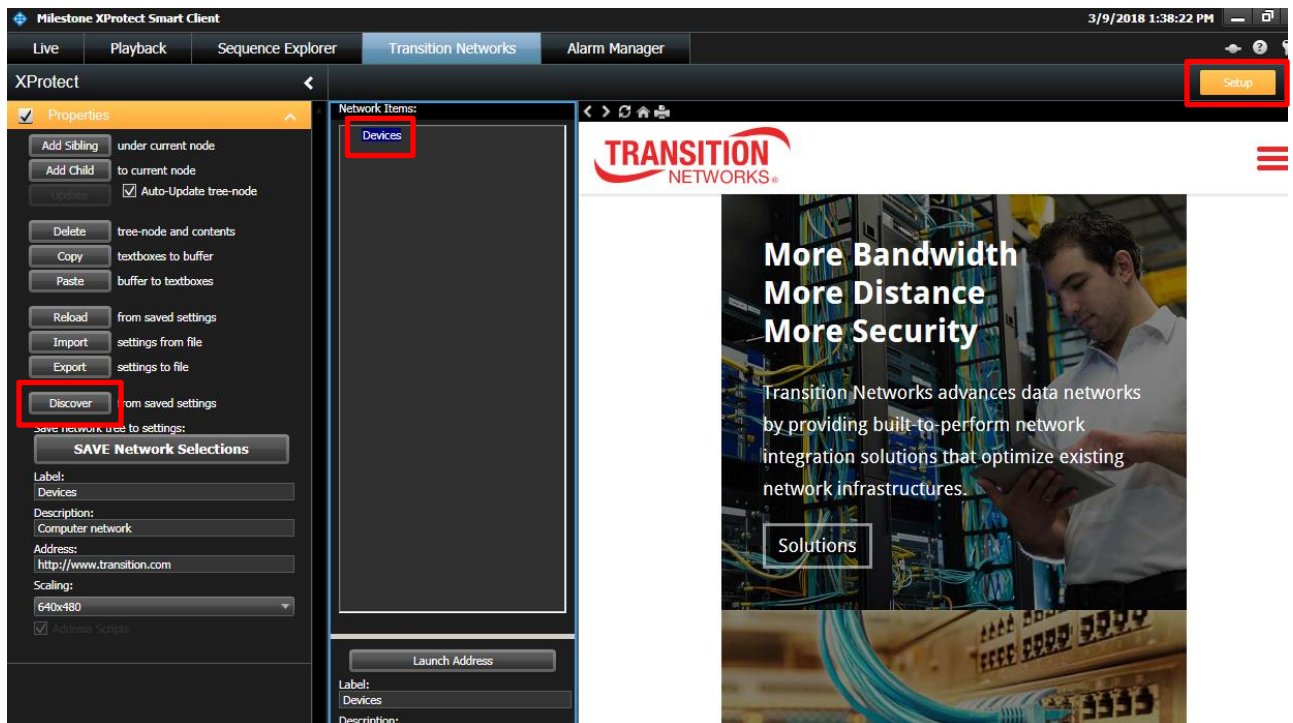 Milestone XProtect Smart Client
3/9/2018 1:38:22 PM
Live Playback Sequence Explorer Transition Networks Alarm Manager
XProtect
Setup
Properties
Add Sibling under current node
Add Child to current node
Update Auto-Update tree-node
Delete tree-node and contents
Copy textboxes to buffer
Paste buffer to textboxes
Reload from saved settings
Import settings from file
Export settings to file
Discover from saved settings
Save network tree to settings:
SAVE Network Selections
Label:
Devices
Description:
Computer network
Address:
http://www.transition.com
Scaling:
640x480
Address Scripts
Network Items:
Devices
Launch Address
Label:
Devices
Description:
TRANSITION
NETWORKS®
More Bandwidth
More Distance
More Security
Transition Networks advances data networks
by providing built-to-perform network
integration solutions that optimize existing
network infrastructures.
Solutions